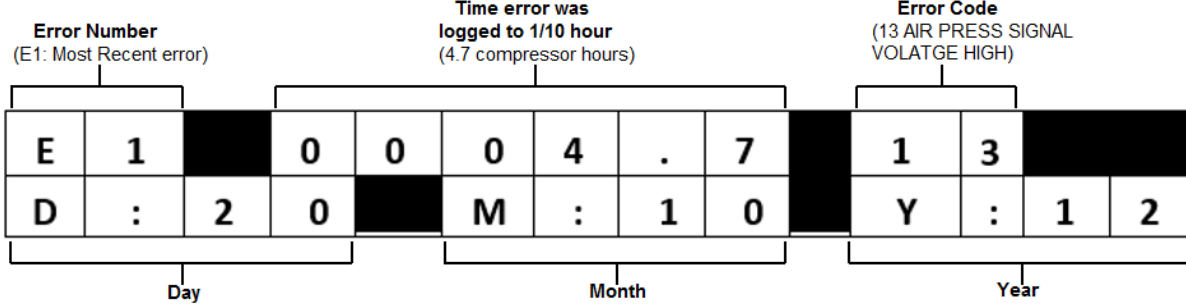 Error Number
(E1: Most Recent error)
Time error was
logged to 1/10 hour
(4.7 compressor hours)
Error Code
(13 AIR PRESS SIGNAL
VOLATGE HIGH)
E 1 0 0 0 4 . 7 1 3
D : 2 0 M : 1 0 Y : 1 2
Day
Month
Year